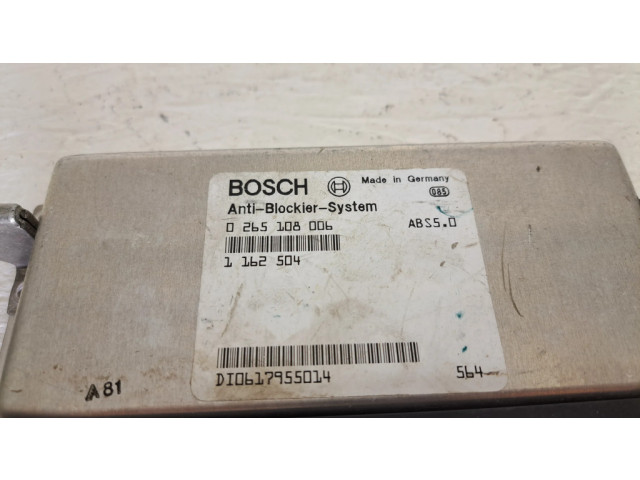 BOSCH Made in Germany
085
Anti-Blockier-System
0 265 108 006 ABS5.0
1 162 504
DI0617955014 564
A81